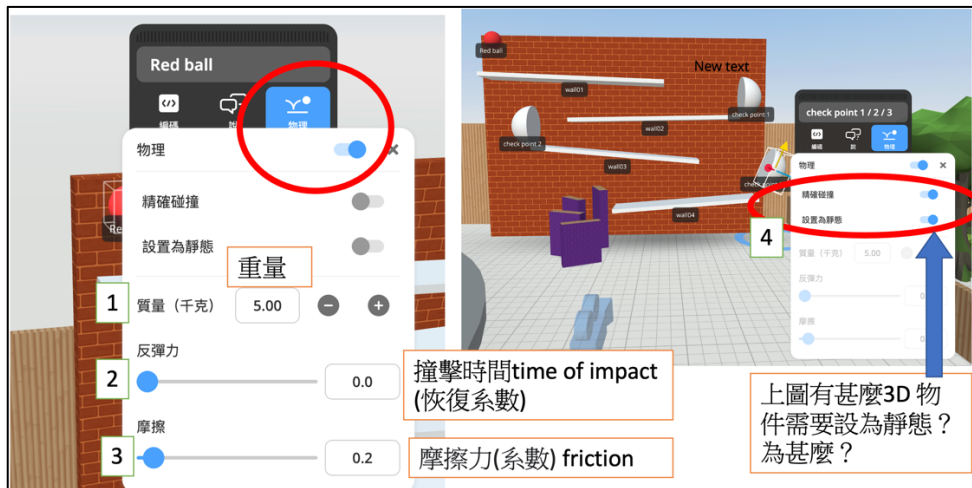 Red ball
編碼
說
物理
物理
精確碰撞
設置為靜態
重量
1
質量（千克）
5.00
2
反彈力
0.0
撞擊時間time of impact
(恢復系數)
3
摩擦
0.2
摩擦力(系數) friction
Red ball
New text
wall01
check point 1
wall02
check point 2
wall03
wall04
check point 1 / 2 / 3
編碼
說
物理
物理
精確碰撞
設置為靜態
4
質量（千克）
5.00
反彈力
摩擦
上圖有甚麼3D 物
件需要設為靜態？
為甚麼？